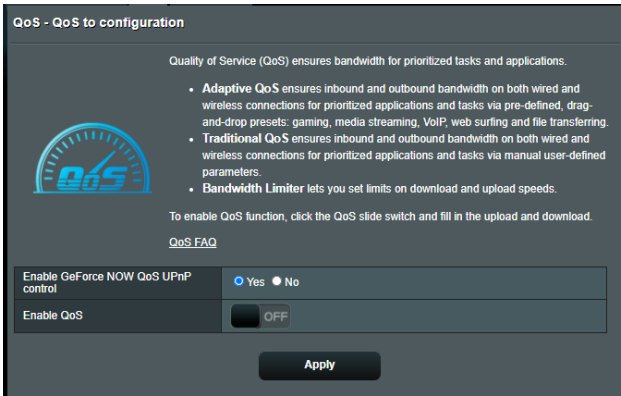 QoS - QoS to configuration
Quality of Service (QoS) ensures bandwidth for prioritized tasks and applications.
• Adaptive QoS ensures inbound and outbound bandwidth on both wired and
wireless connections for prioritized applications and tasks via pre-defined, drag-
and-drop presets: gaming, media streaming, VoIP, web surfing and file transferring.
• Traditional QoS ensures inbound and outbound bandwidth on both wired and
wireless connections for prioritized applications and tasks via manual user-defined
parameters.
• Bandwidth Limiter lets you set limits on download and upload speeds.
QoS
To enable QoS function, click the QoS slide switch and fill in the upload and download.
QoS FAQ
Enable GeForce NOW QoS UPnP
control
Yes No
Enable QoS
OFF
Apply